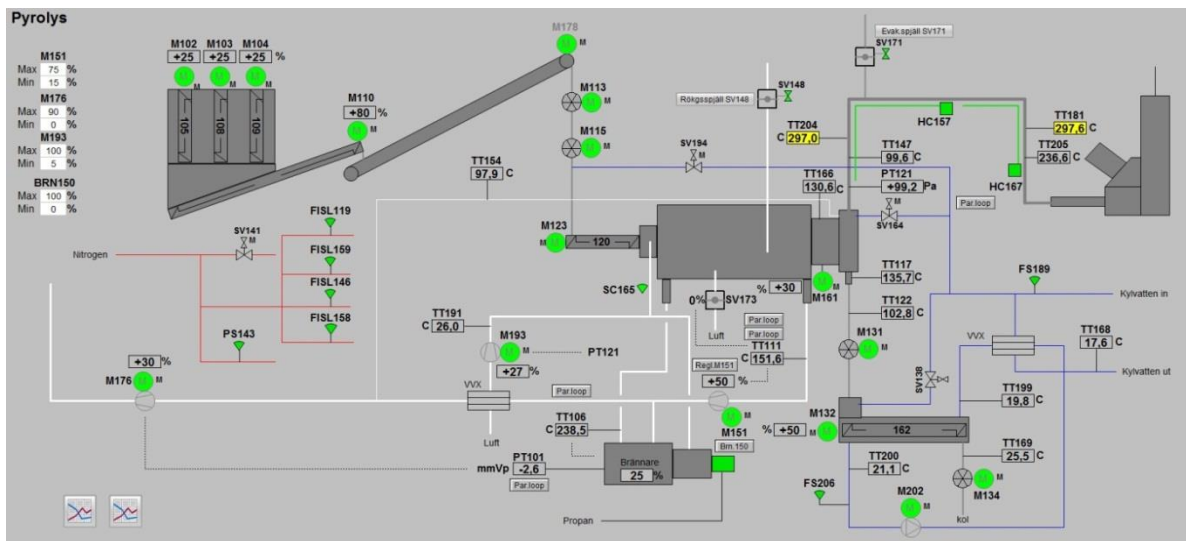 Pyrolys
M151
Max 75 %
Min 15 %
M176
Max 90 %
Min 0 %
M193
Max 100 %
Min 5 %
BRN150
Max 100 %
Min 0 %
M102 M103 M104
+25 +25 +25 %
M M M
M M M
105 108 109
M110
+80 %
M M
M178
M M
M113
M M
M115
M M
Evak.spjäll SV171
SV171
Rökgsspjäll SV148
SV148
TT204
C 297,0
HC157
TT181
297,6 C
TT205
236,6 C
HC167
Par.loop
TT147
99,6 C
PT121
+99,2 Pa
SV194
M
TT166
130,6 C
TT154
97,9 C
M
SV164
M123
M M
120
SV141
M
FISL119
FISL159
FISL146
FISL158
Nitrogen
PS143
SC165
0% SV173
Luft
% +30
M161
M M
TT117
135,7 C
TT122
102,8 C
FS189
Kylvatten in
TT168
17,6 C
Kylvatten ut
VVX
TT191
C 26,0
M193
M M
+27 %
PT121
Par.loop
Par.loop
TT111
151,6 C
Regl.M151
+50 %
M131
M M
SV138
+30 %
M176 M M
VVX
Luft
Par.loop
M151
M M
Brn.150
TT199
19,8 C
TT106
C 238,5
M132
% +50 M M
162
TT169
25,5 C
PT101
mmVp -2,6
Par.loop
Brännare
25 %
TT200
21,1 C
M134
M M
FS206
M202
M M
kol
Propan